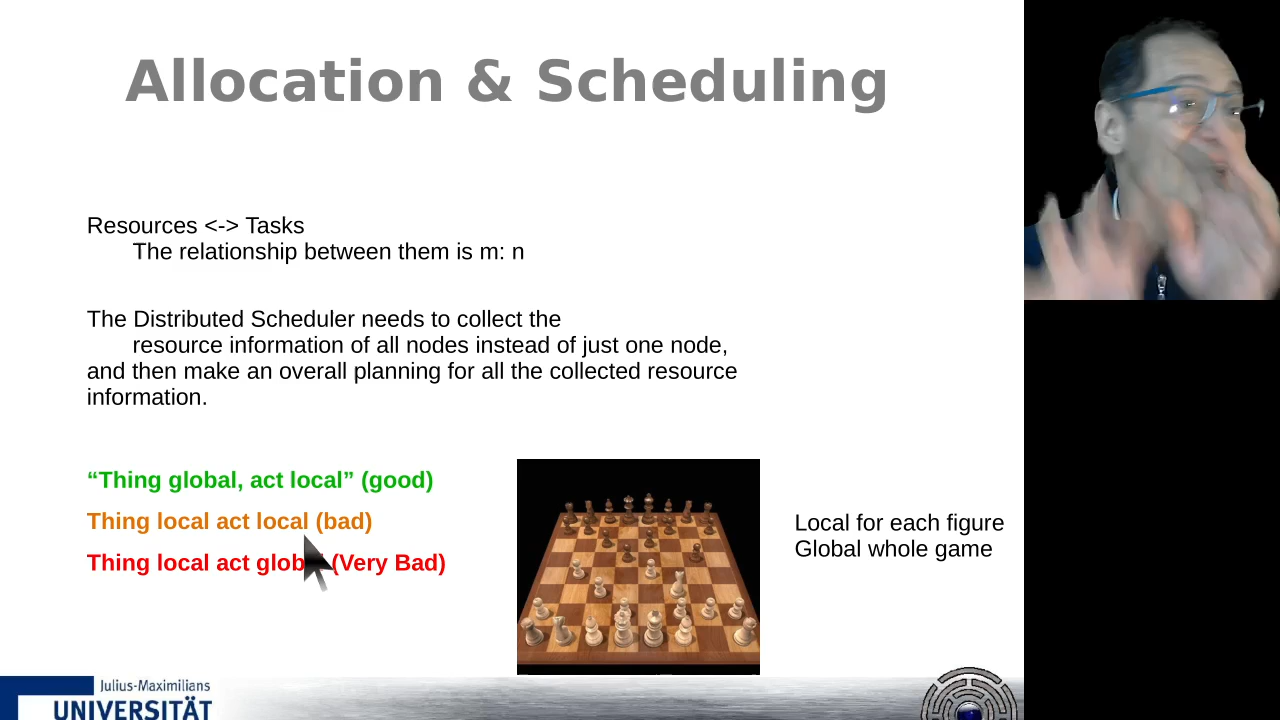 Allocation & Scheduling
Resources <-> Tasks
The relationship between them is m: n
The Distributed Scheduler needs to collect the
resource information of all nodes instead of just one node,
and then make an overall planning for all the collected resource
information.
“Thing global, act local” (good)
Thing local act local (bad)
Thing local act global (Very Bad)
Local for each figure
Global whole game
Julius-Maximilians
UNIVERSITÄT